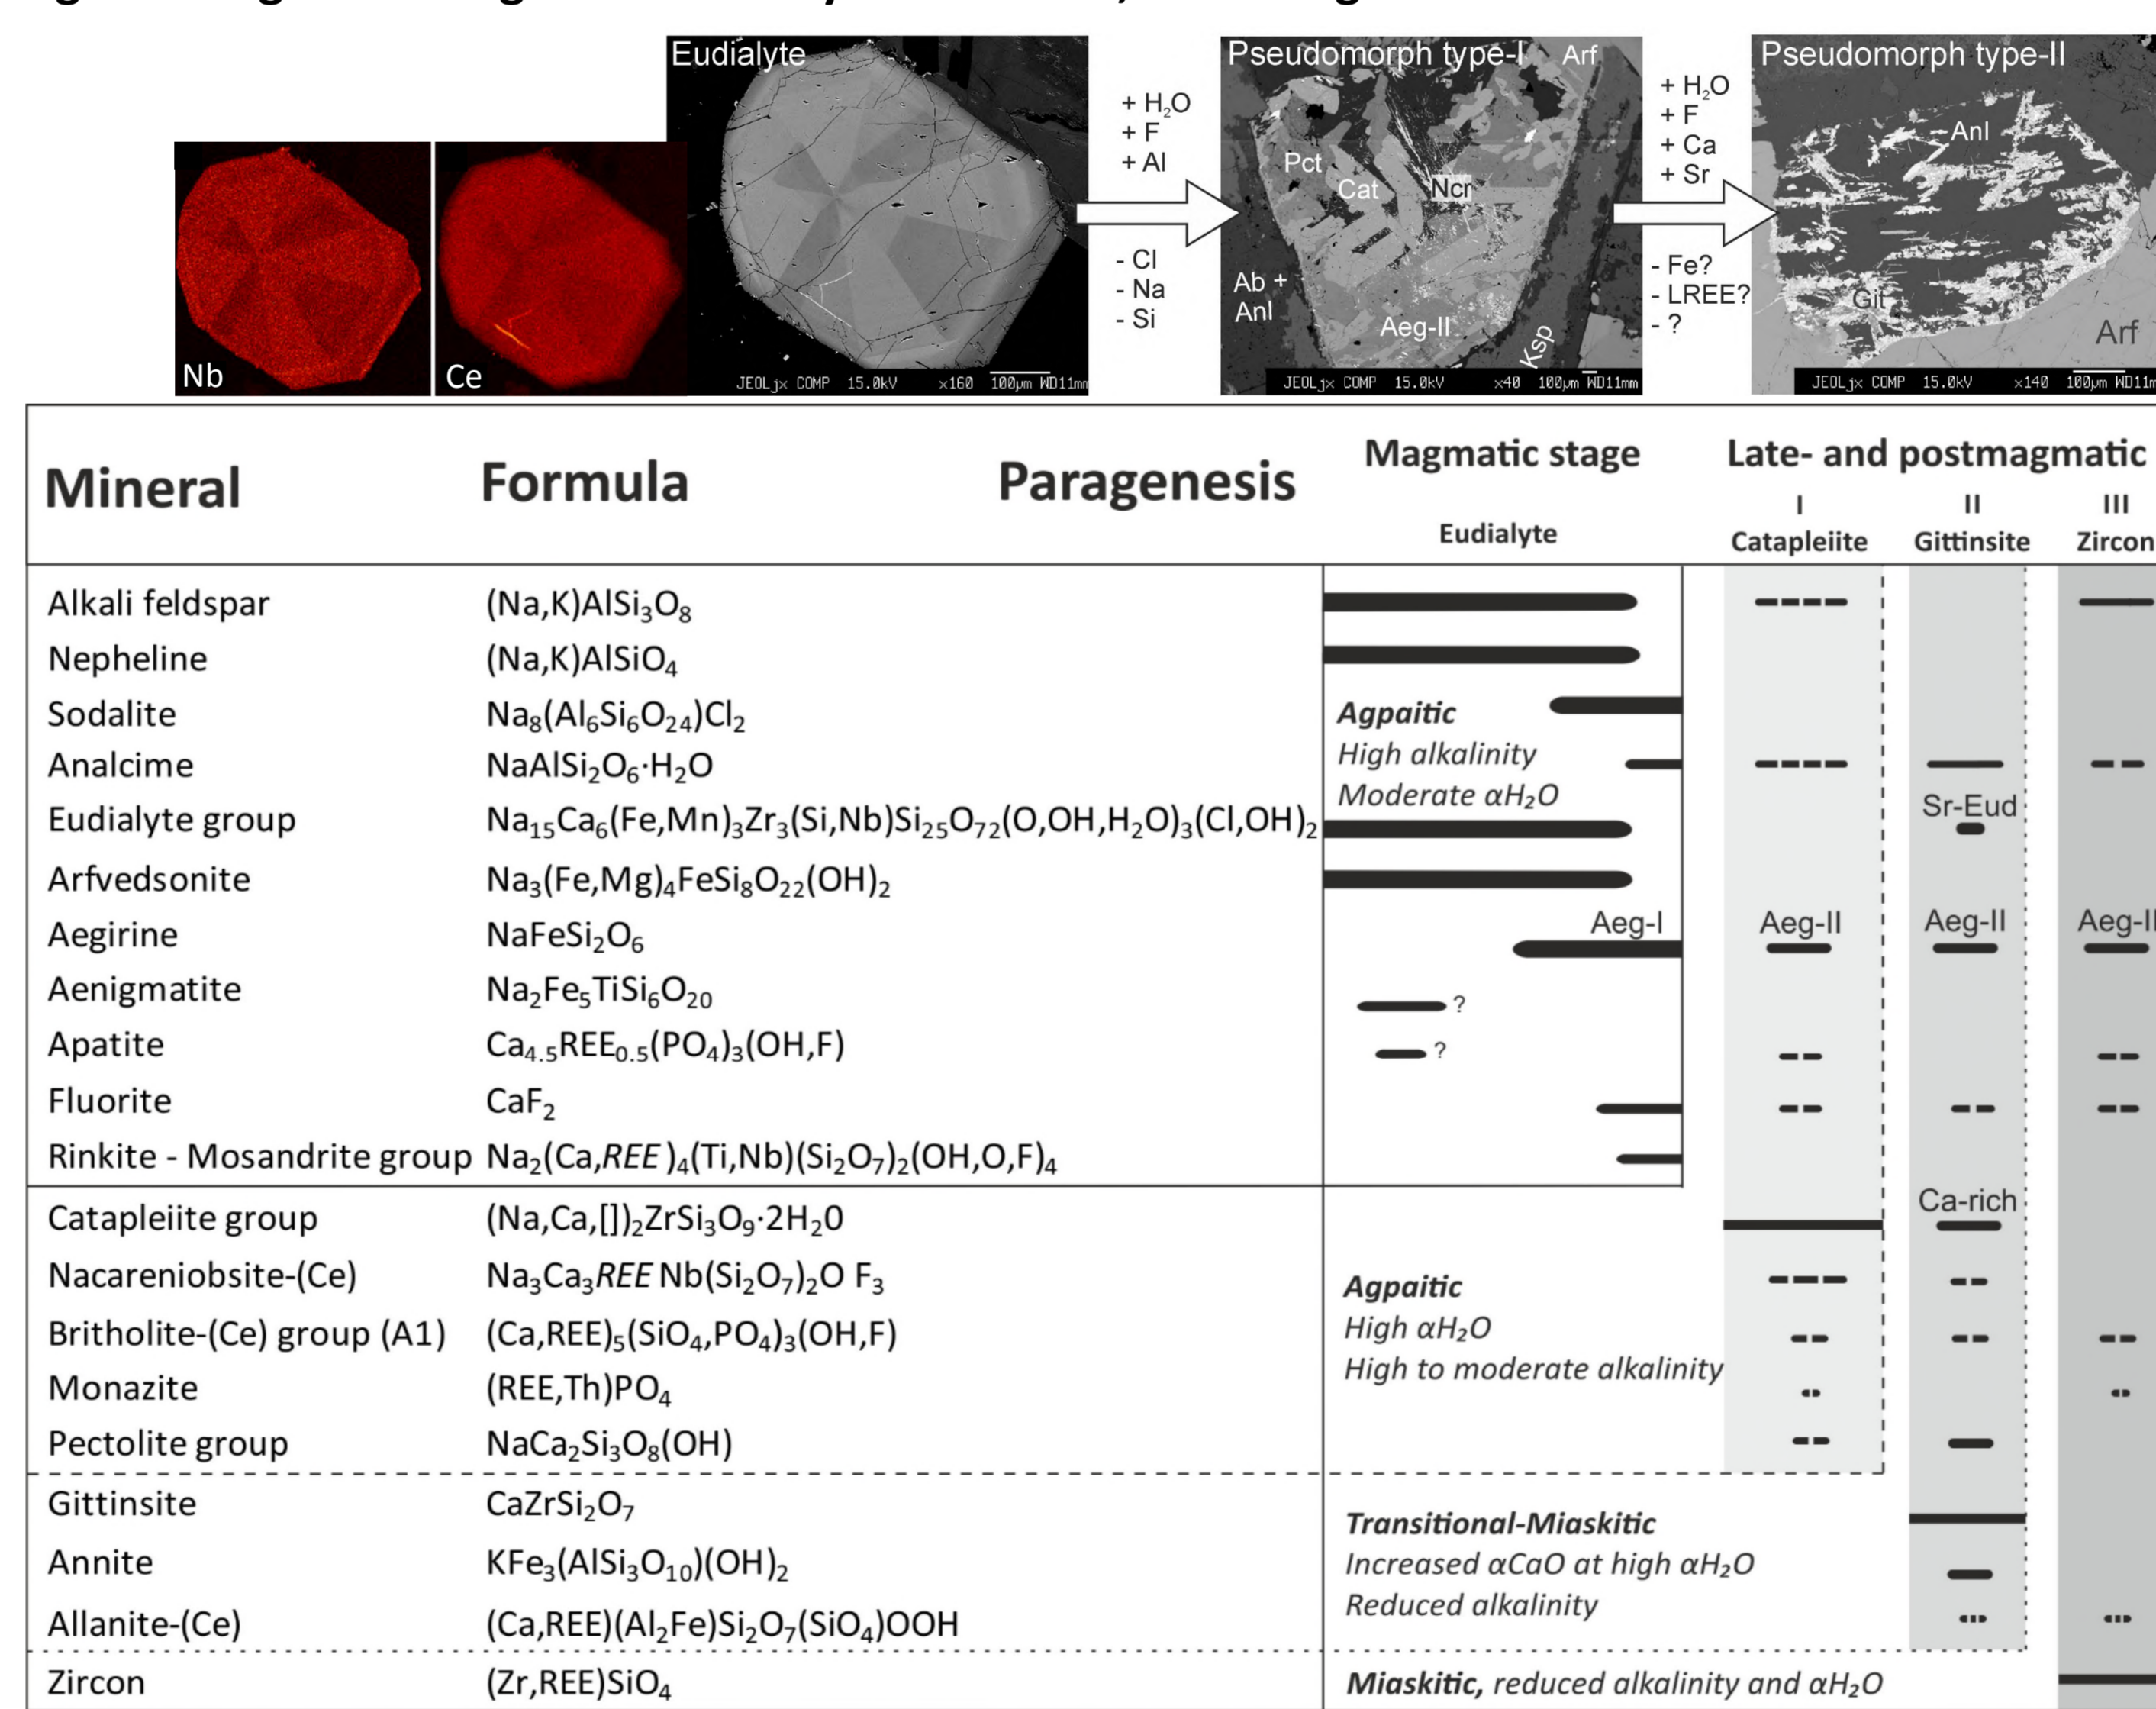 Eudialyte
Nb
Ce
JEOLjx COMP 15.0kV ×160 100µm WD11mm
+ H₂O
+ F
+ Al
- Cl
- Na
- Si
Pseudomorph type-I
Arf
Pct
Cat
Ncr
Ab +
Anl
Aeg-II
Ksp
JEOLjx COMP 15.0kV ×40 100µm WD11mm
+ H₂O
+ F
+ Ca
+ Sr
- Fe?
- LREE?
- ?
Pseudomorph type-II
Anl
Git
Arf
JEOLjx COMP 15.0kV ×140 100µm WD11m
Mineral Formula Paragenesis Magmatic stage Late- and postmagmatic
I II III
Eudialyte Catapleiite Gittinsite Zircon
Alkali feldspar (Na,K)AlSi₃O₈
Nepheline (Na,K)AlSiO₄
Sodalite Na₈(Al₆Si₆O₂₄)Cl₂ Agpaitic
Analcime NaAlSi₂O₆·H₂O High alkalinity
Moderate αH₂O Sr-Eud
Eudialyte group Na₁₅Ca₆(Fe,Mn)₃Zr₃(Si,Nb)Si₂₅O₇₂(O,OH,H₂O)₃(Cl,OH)₂
Arfvedsonite Na₃(Fe,Mg)₄FeSi₈O₂₂(OH)₂
Aegirine NaFeSi₂O₆ Aeg-I Aeg-II Aeg-II Aeg-II
Aenigmatite Na₂Fe₅TiSi₆O₂₀ ?
Apatite Ca₄.₅REE₀.₅(PO₄)₃(OH,F) ?
Fluorite CaF₂
Rinkite - Mosandrite group Na₂(Ca,REE)₄(Ti,Nb)(Si₂O₇)₂(OH,O,F)₄
Catapleiite group (Na,Ca,[])₂ZrSi₃O₉·2H₂0 Ca-rich
Nacareniobsite-(Ce) Na₃Ca₃REE Nb(Si₂O₇)₂O F₃ Agpaitic
Britholite-(Ce) group (A1) (Ca,REE)₅(SiO₄,PO₄)₃(OH,F) High αH₂O
Monazite (REE,Th)PO₄ High to moderate alkalinity
Pectolite group NaCa₂Si₃O₈(OH)
Gittinsite CaZrSi₂O₇ Transitional-Miaskitic
Annite KFe₃(AlSi₃O₁₀)(OH)₂ Increased αCaO at high αH₂O
Allanite-(Ce) (Ca,REE)(Al₂Fe)Si₂O₇(SiO₄)OOH Reduced alkalinity
Zircon (Zr,REE)SiO₄ Miaskitic, reduced alkalinity and αH₂O